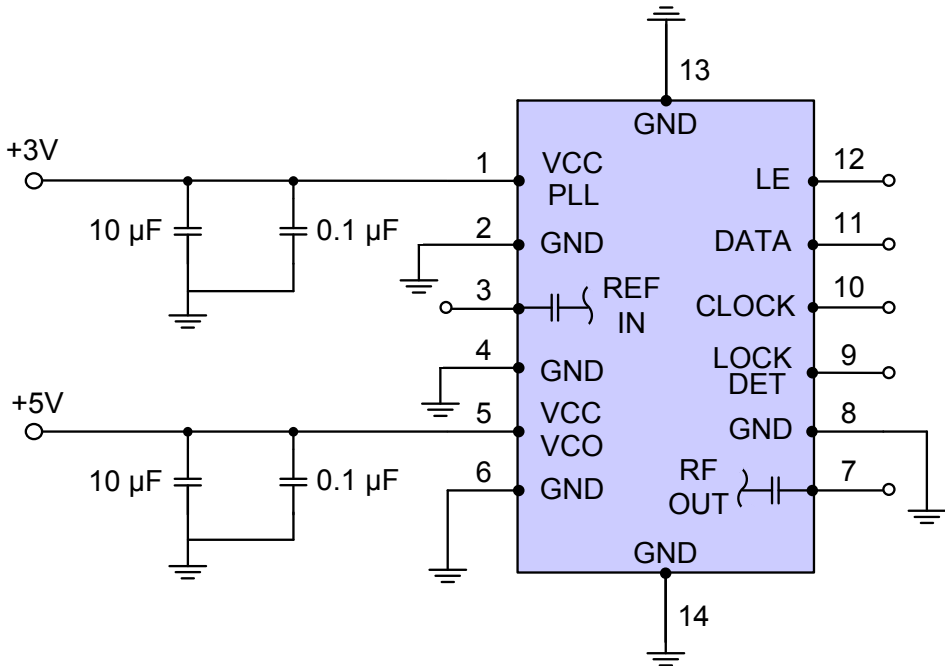 13
GND
+3V
1
VCC
PLL
12
LE
10 µF
0.1 µF
2
GND
11
DATA
3
REF
IN
10
CLOCK
4
GND
9
LOCK
DET
+5V
5
VCC
VCO
8
GND
10 µF
0.1 µF
6
GND
RF
OUT
7
GND
14